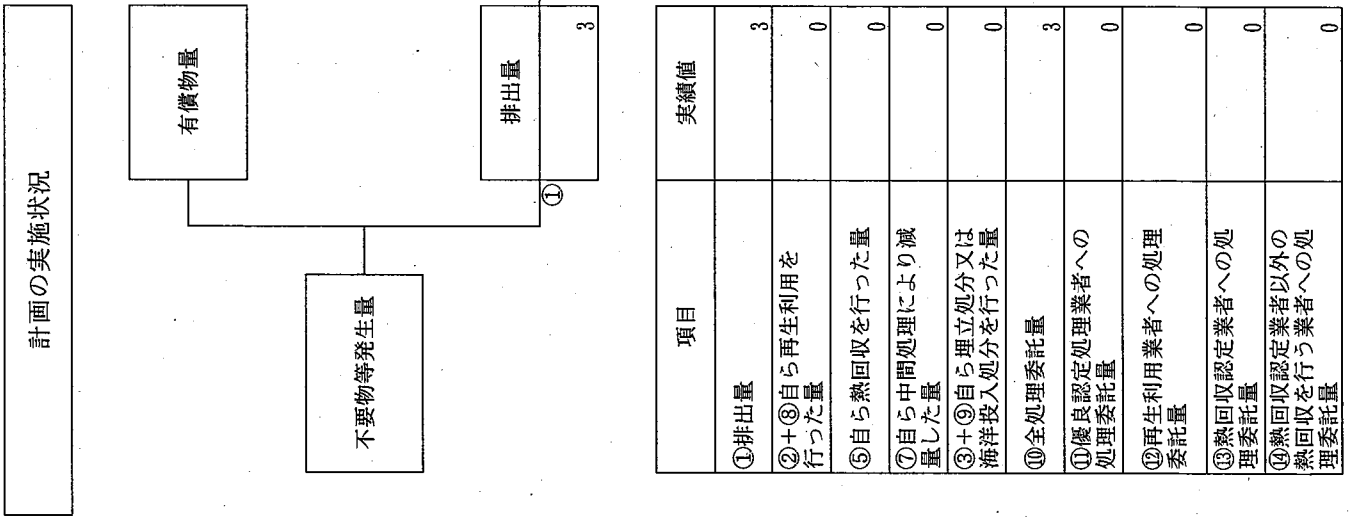 計画の実施状況
有償物量
不要物等発生量
①
排出量
3
項目
実績値
①排出量
3
②+⑧自ら再生利用を
行った量
0
⑤自ら熱回収を行った量
0
⑦自ら中間処理により減
量した量
0
③+⑨自ら埋立処分又は
海洋投入処分を行った量
0
⑩全処理委託量
3
⑪優良認定処理業者への
処理委託量
0
⑫再生利用業者への処理
委託量
0
⑬熱回収認定業者への処
理委託量
0
⑭熱回収認定業者以外の
熱回収を行う業者への処
理委託量
0